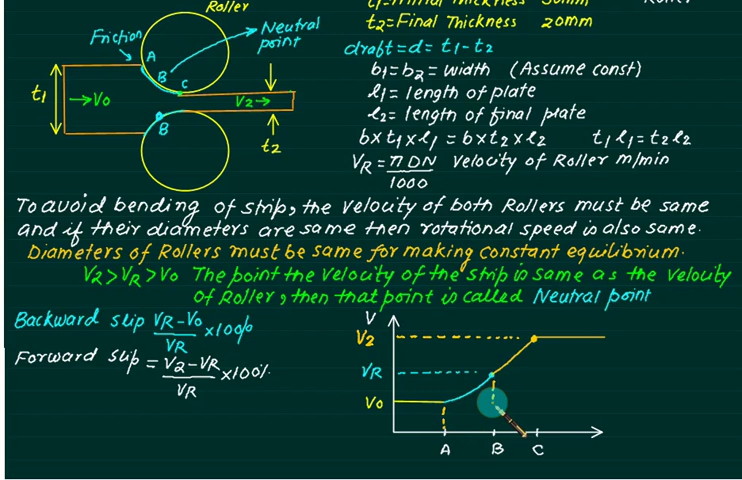 Roller
Friction
Neutral
point
A
B
C
t1
→V0
V2→
B
t2
t2=Final Thickness 20mm
draft=d= t1-t2
b1=b2=width (Assume const)
l1=length of plate
l2=length of final plate
b×t1×l1=b×t2×l2 t1l1=t2l2
VR=πDN/1000 Velocity of Roller m/min
To avoid bending of strip, the velocity of both Rollers must be same
and if their diameters are same then rotational speed is also same.
Diameters of Rollers must be same for making constant equilibrium.
V2>VR>V0 The point the velocity of the strip is same as the velocity
of Roller, then that point is called Neutral point
Backward slip VR-V0/VR ×100%
Forward slip=V2-VR/VR ×100%
V
V2
VR
V0
A B C